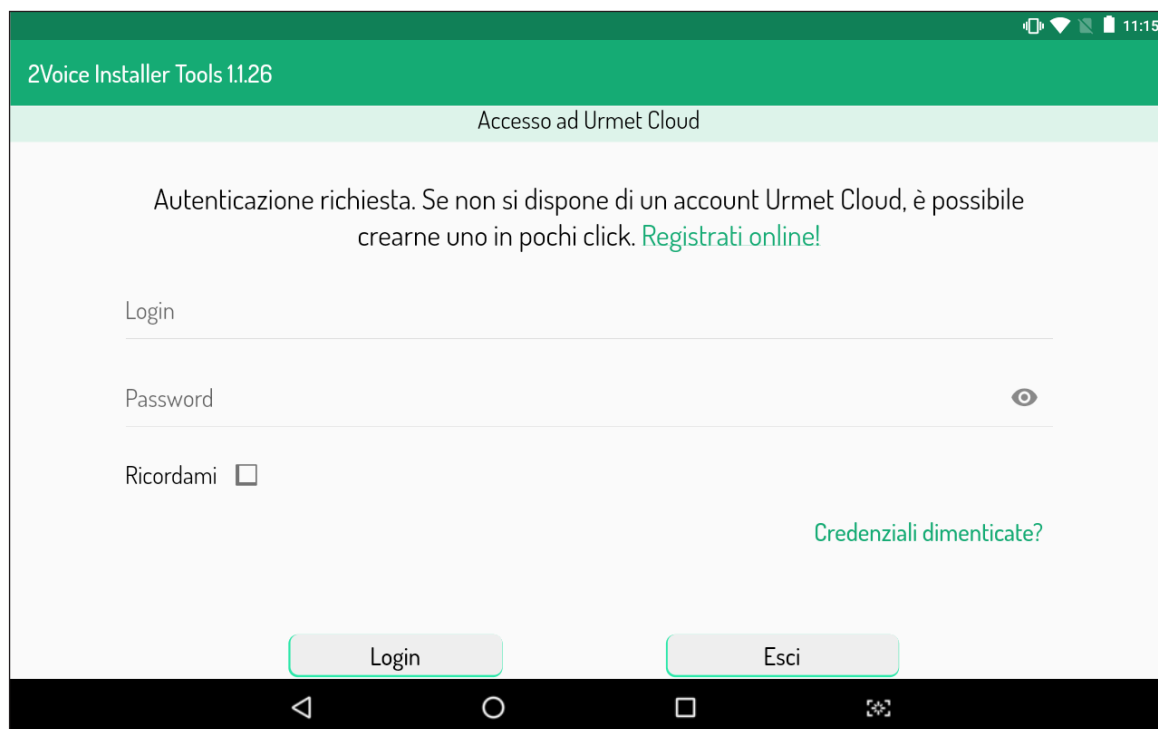 11:15
2Voice Installer Tools 1.1.26
Accesso ad Urmet Cloud
Autenticazione richiesta. Se non si dispone di un account Urmet Cloud, è possibile
crearne uno in pochi click. Registrati online!
Login
Password
Ricordami
Credenziali dimenticate?
Login
Esci